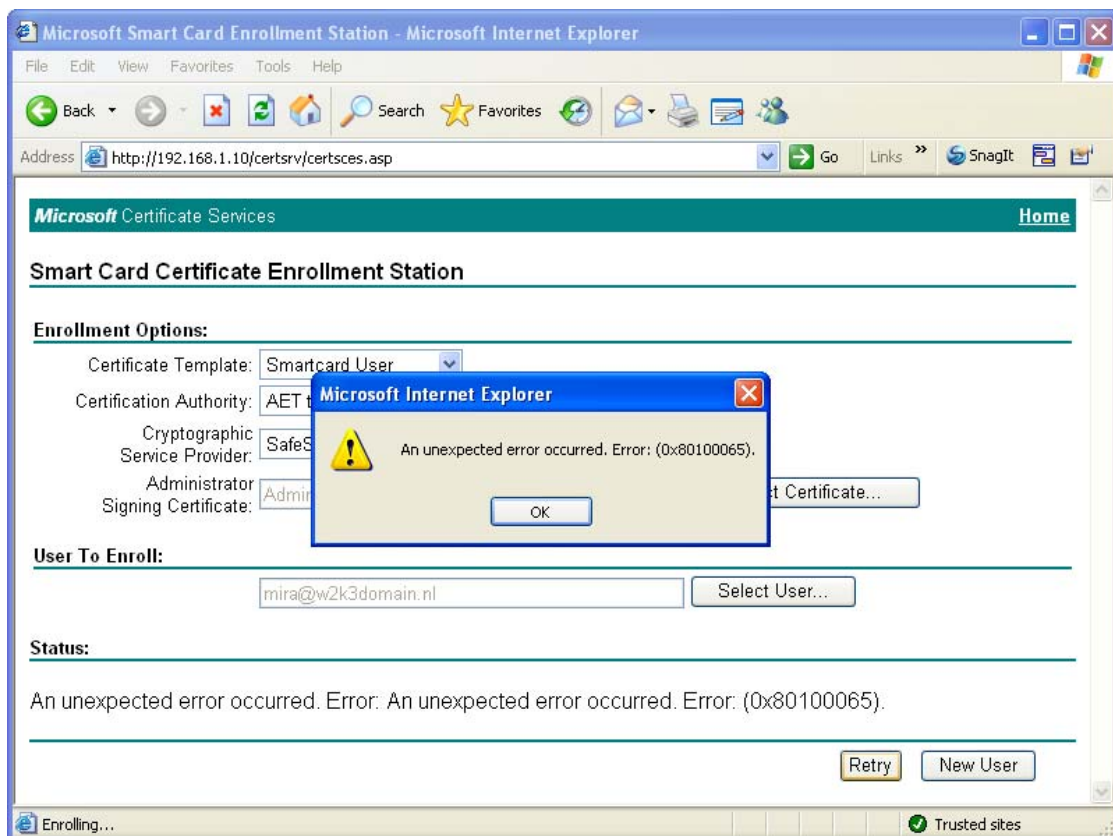 Microsoft Smart Card Enrollment Station - Microsoft Internet Explorer
File Edit View Favorites Tools Help
Back Search Favorites
Address http://192.168.1.10/certsrv/certsces.asp Go Links » SnagIt
Microsoft Certificate Services Home
Smart Card Certificate Enrollment Station
Enrollment Options:
Certificate Template: Smartcard User
Microsoft Internet Explorer
Certification Authority: AET
An unexpected error occurred. Error: (0x80100065).
Cryptographic
Service Provider:
Administrator
Signing Certificate: Certificate...
OK
User To Enroll:
mira@w2k3domain.nl Select User...
Status:
An unexpected error occurred. Error: An unexpected error occurred. Error: (0x80100065).
Retry New User
Enrolling... Trusted sites